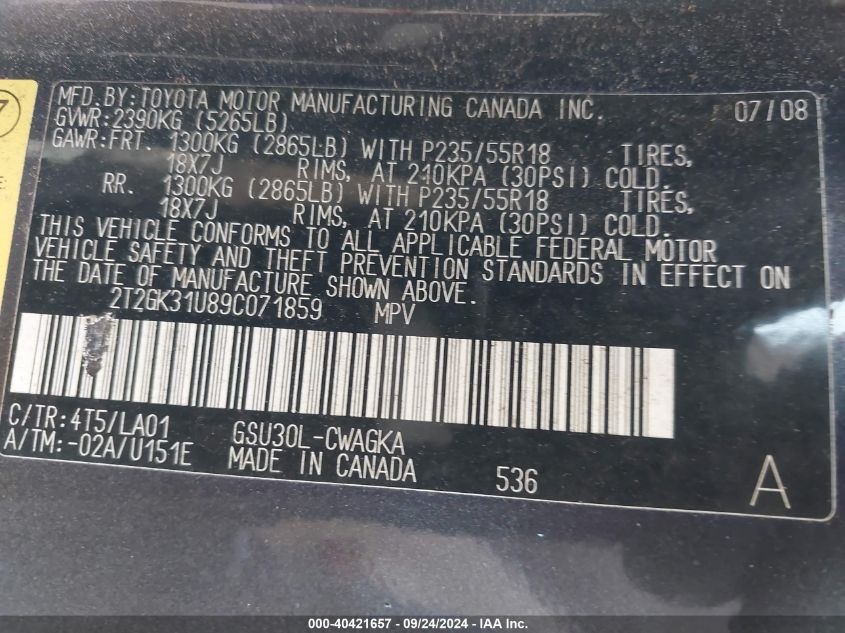 7
E:
MFD.BY:TOYOTA MOTOR MANUFACTURING CANADA INC. 07/08
GVWR:2390KG (5265LB)
GAWR:FRT. 1300KG (2865LB) WITH P235/55R18 TIRES,
18X7J RIMS, AT 210KPA (30PSI) COLD.
RR. 1300KG (2865LB) WITH P235/55R18 TIRES,
18X7J RIMS, AT 210KPA (30PSI) COLD.
THIS VEHICLE CONFORMS TO ALL APPLICABLE FEDERAL MOTOR
VEHICLE SAFETY AND THEFT PREVENTION STANDARDS IN EFFECT ON
THE DATE OF MANUFACTURE SHOWN ABOVE.
2T2GK31U89C071859 MPV
C/TR:4T5/LA01 GSU30L-CWAGKA
A/TM:-02A/U151E MADE IN CANADA 536 A
000-40421657 - 09/24/2024 - IAA Inc.